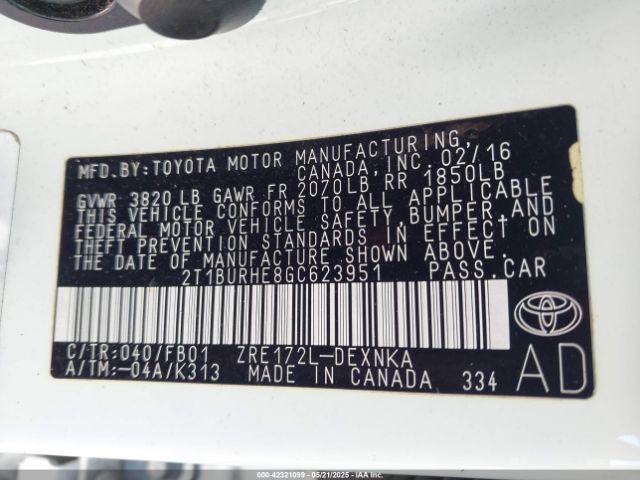 MFD.BY:TOYOTA MOTOR MANUFACTURING,
CANADA,INC. 02/16
GVWR 3820 LB GAWR FR 2070LB RR 1850LB
THIS VEHICLE CONFORMS TO ALL APPLICABLE
FEDERAL MOTOR VEHICLE SAFETY,BUMPER,AND
THEFT PREVENTION STANDARDS IN EFFECT ON
THE DATE OF MANUFACTURE SHOWN ABOVE.
2T1BURHE8GC623951 PASS.CAR
C/TR:040/FB01 ZRE172L-DEXNKA
A/TM:-04A/K313 MADE IN CANADA 334
AD
000-42321099 - 05/21/2025 - IAA